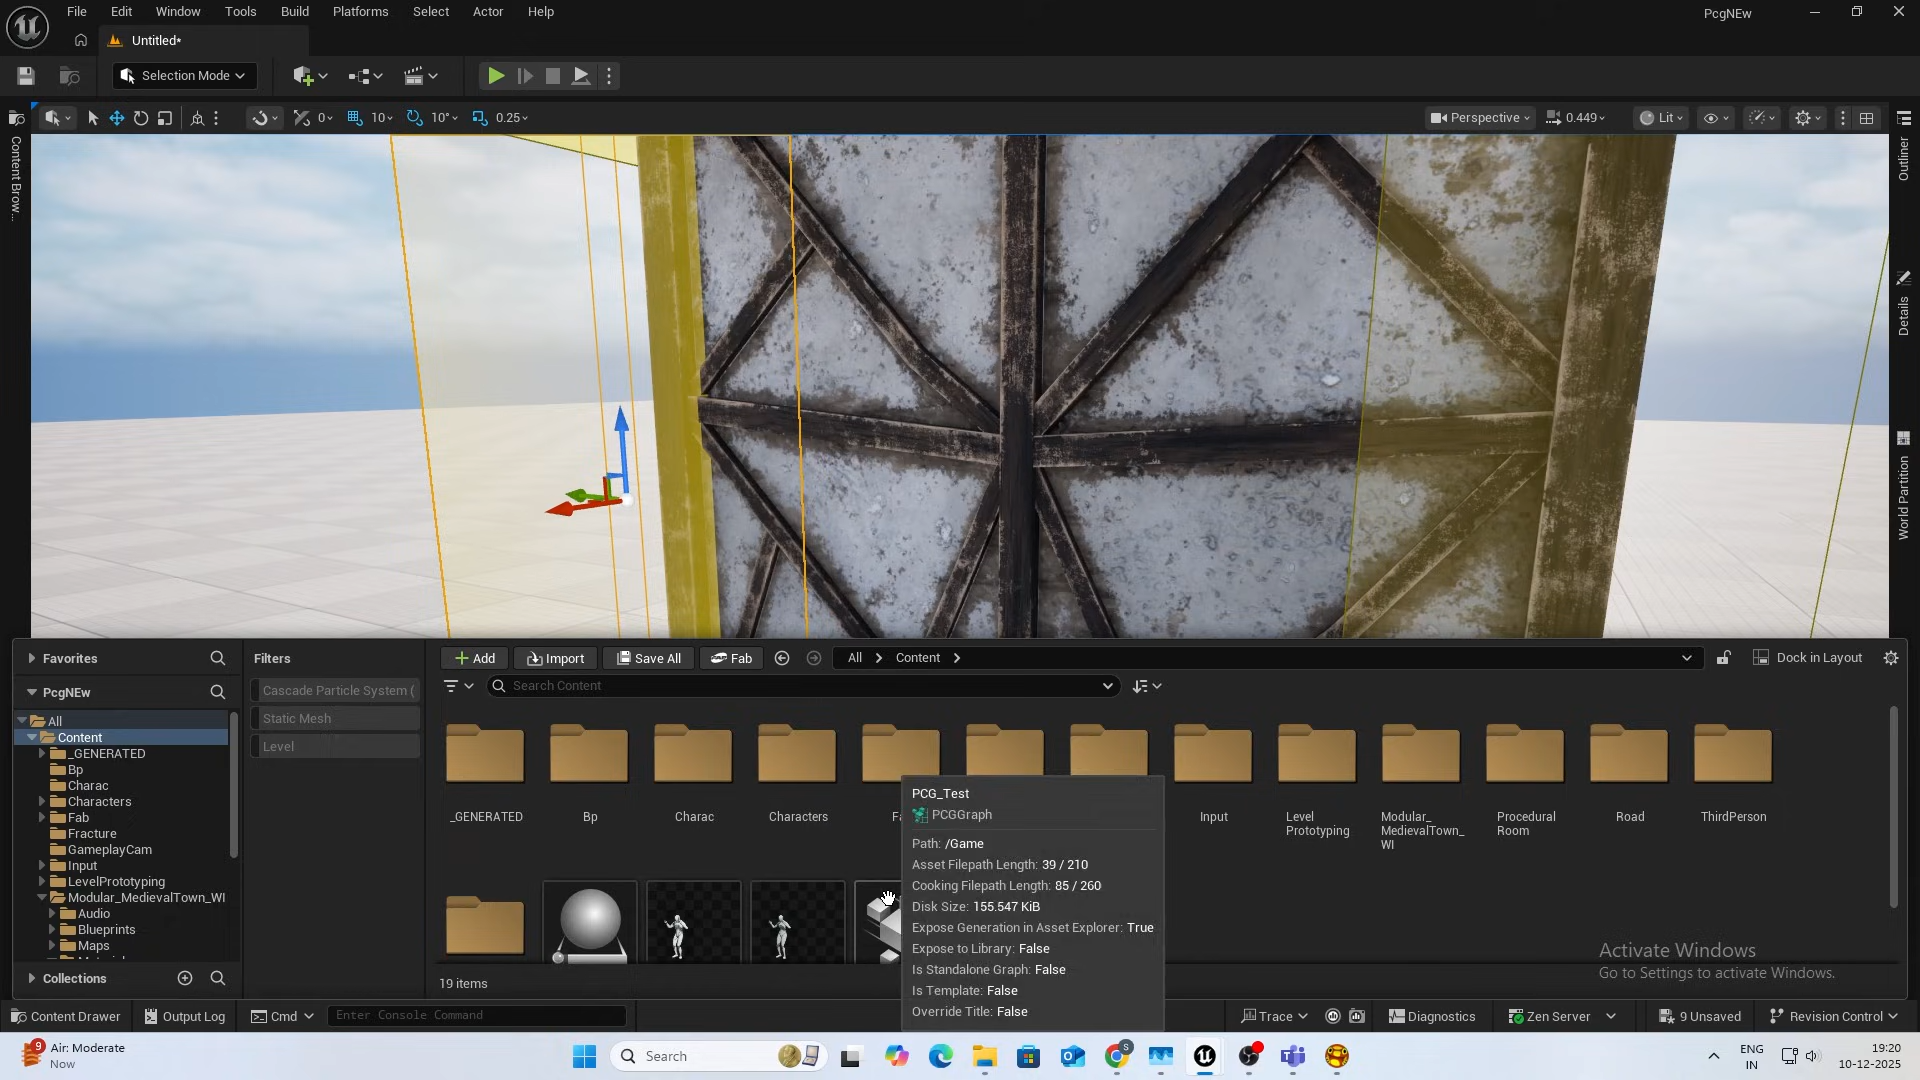 File Edit Window Tools Build Platforms Select Actor Help
PcgNEw
Untitled*
Selection Mode
0
10
10°
0.25
Perspective
0.449
Lit
Content Brow...
Outliner
Details
World Partition
Favorites
Filters
Add
Import
Save All
Fab
All
Content
Dock in Layout
PcgNEw
Cascade Particle System (
Search Content
Static Mesh
Level
All
Content
_GENERATED
Bp
Charac
Characters
Fab
Fracture
GameplayCam
Input
LevelPrototyping
Modular_MedievalTown_WI
Audio
Blueprints
Maps
Collections
_GENERATED
Bp
Charac
Characters
Input
Level
Prototyping
Modular_
MedievalTown_
WI
Procedural
Room
Road
ThirdPerson
PCG_Test
PCGGraph
Path: /Game
Asset Filepath Length: 39 / 210
Cooking Filepath Length: 85 / 260
Disk Size: 155.547 KiB
Expose Generation in Asset Explorer: True
Expose to Library: False
Is Standalone Graph: False
Is Template: False
Override Title: False
19 items
Activate Windows
Go to Settings to activate Windows.
Content Drawer
Output Log
Cmd
Enter Console Command
Trace
Diagnostics
Zen Server
9 Unsaved
Revision Control
9
Air: Moderate
Now
Search
S
ENG
IN
19:20
10-12-2025